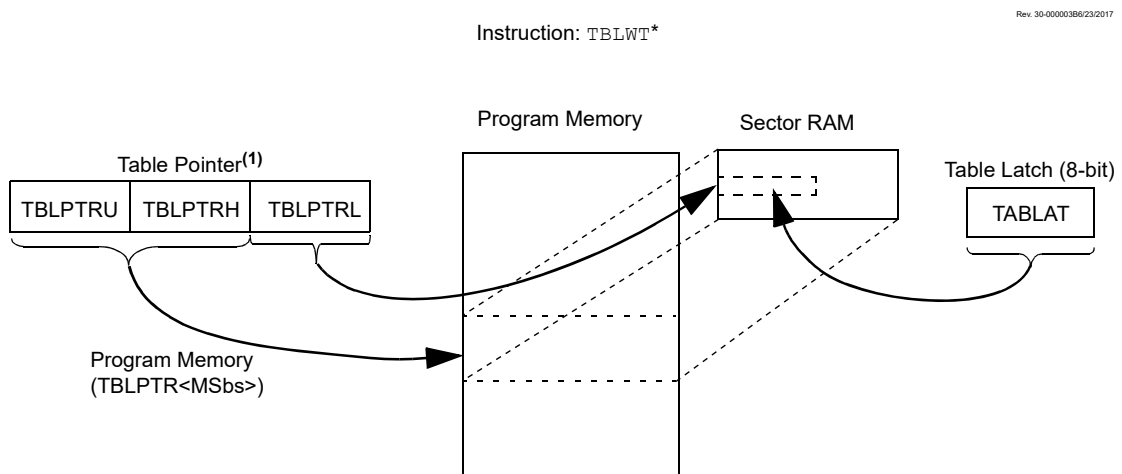 Rev. 30-000003B6/23/2017
Instruction: TBLWT*
Program Memory
Sector RAM
Table Pointer(1)
Table Latch (8-bit)
TBLPTRU TBLPTRH TBLPTRL
TABLAT
Program Memory
(TBLPTR<MSbs>)